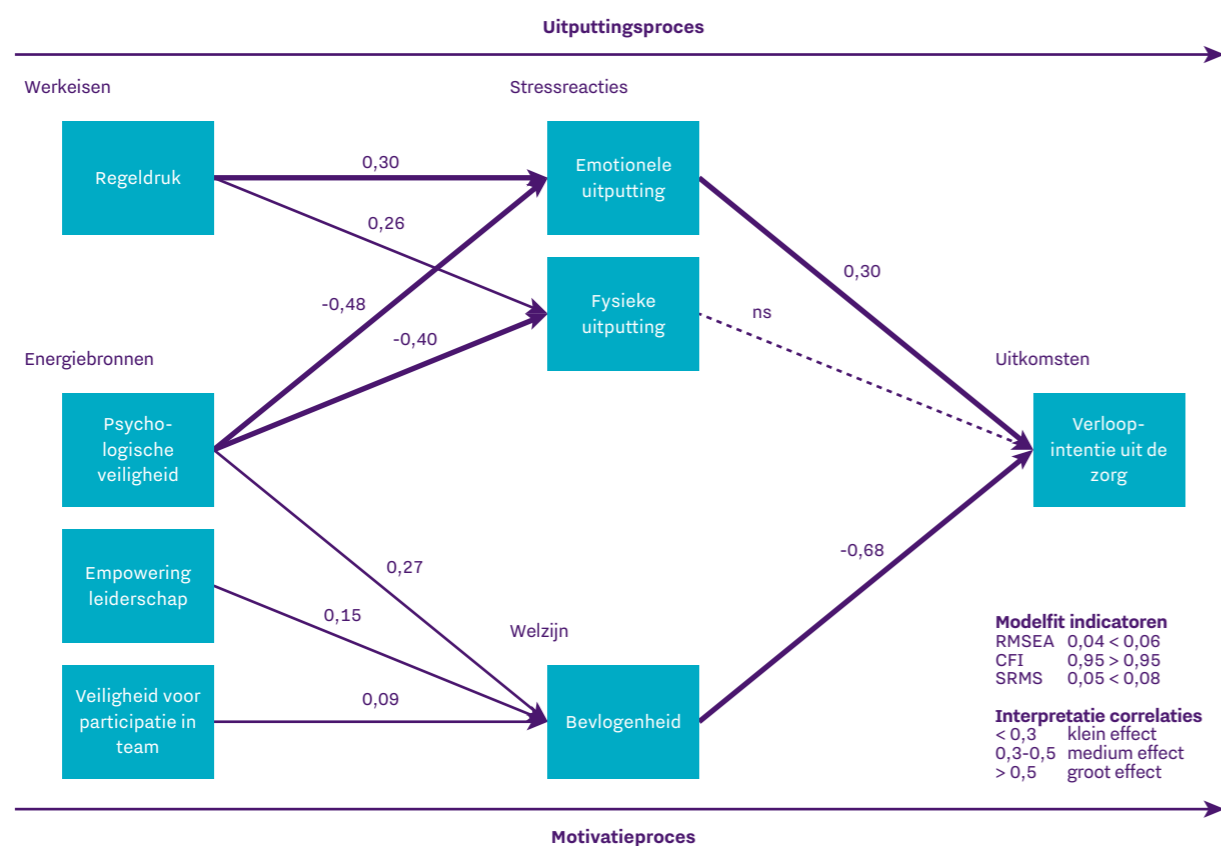 Uitputtingsproces
Werkeisen
Stressreacties
Regeldruk
0,30
Emotionele
uitputting
0,26
0,30
-0,48
Fysieke
uitputting
ns
-0,40
Energiebronnen
Uitkomsten
Psycho-
logische
veiligheid
Verloop-
intentie uit de
zorg
-0,68
Empowering
leiderschap
0,27
0,15
Welzijn
Veiligheid voor
participatie in
team
0,09
Bevlogenheid
Modelfit indicatoren
RMSEA 0,04 < 0,06
CFI 0,95 > 0,95
SRMS 0,05 < 0,08
Interpretatie correlaties
< 0,3 klein effect
0,3-0,5 medium effect
> 0,5 groot effect
Motivatieproces